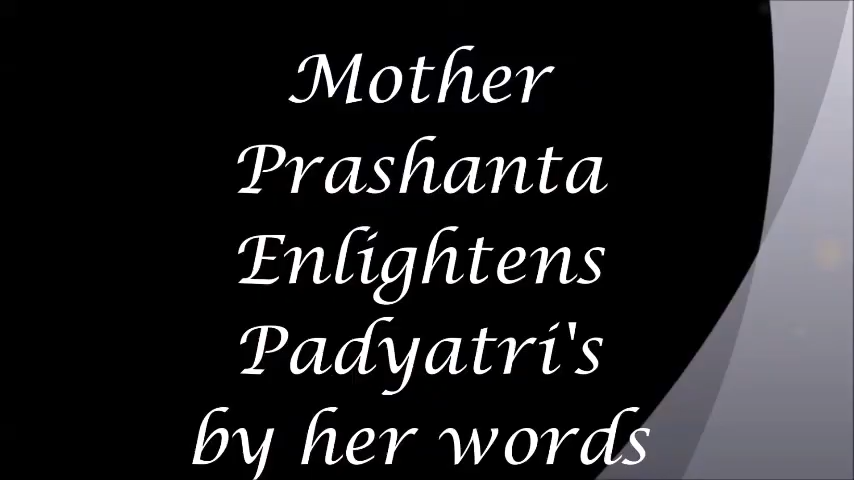 Mother
Prashanta
Enlightens
Padyatri's
by her words